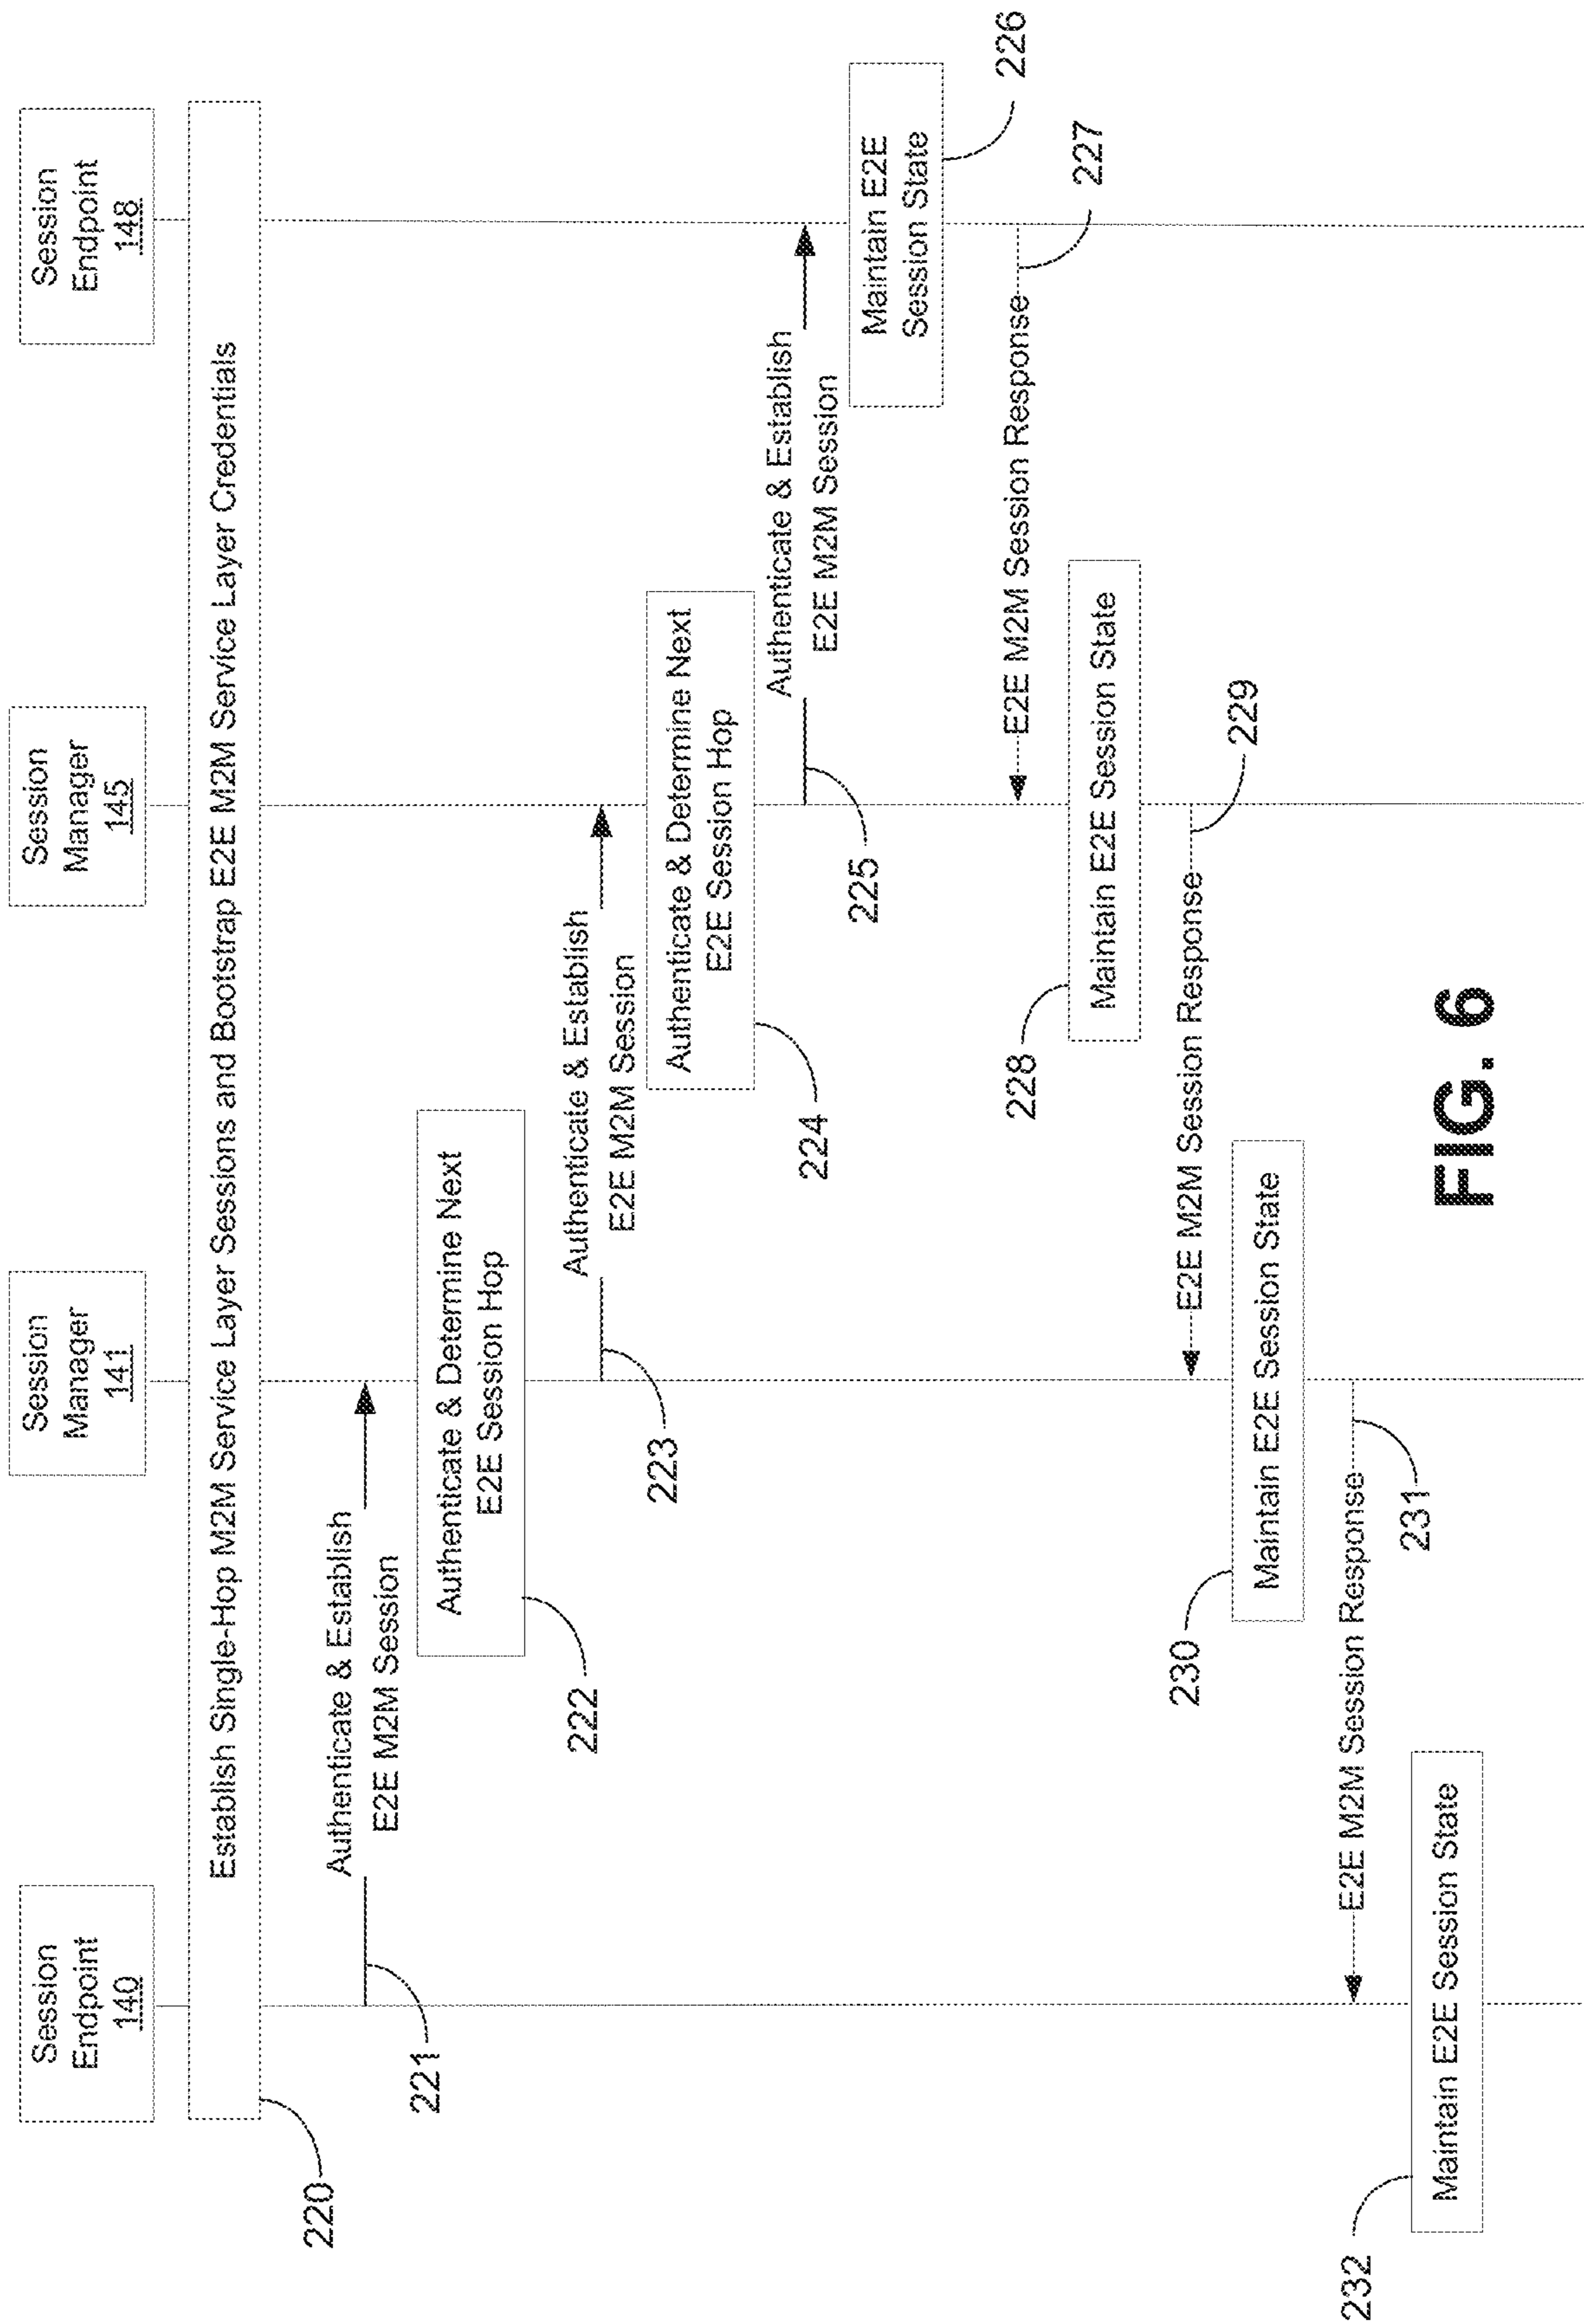 Session
Endpoint
140
Session
Manager
141
Session
Manager
145
Session
Endpoint
148
Establish Single-Hop M2M Service Layer Sessions and Bootstrap E2E M2M Service Layer Credentials
220
Authenticate & Establish
E2E M2M Session
221
Authenticate & Determine Next
E2E Session Hop
222
Authenticate & Establish
E2E M2M Session
223
Authenticate & Determine Next
E2E Session Hop
224
Authenticate & Establish
E2E M2M Session
225
Maintain E2E
Session State
226
E2E M2M Session Response
227
Maintain E2E Session State
228
E2E M2M Session Response
229
Maintain E2E Session State
230
E2E M2M Session Response
231
Maintain E2E Session State
232
FIG. 6